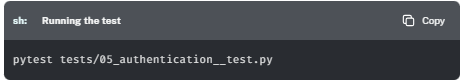 sh: Running the test Copy
pytest tests/05_authentication__test.py